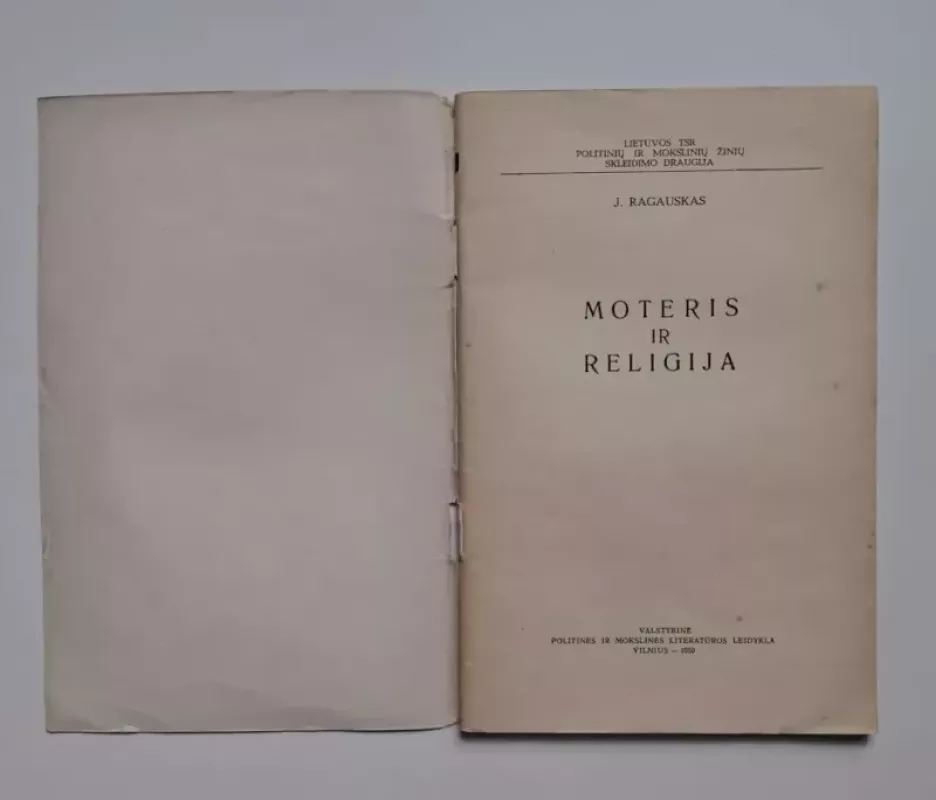 LIETUVOS TSR
POLITINIŲ IR MOKSLINIŲ ŽINIŲ
SKLEIDIMO DRAUGIJA
J. RAGAUSKAS
MOTERIS
IR
RELIGIJA
VALSTYBINĖ
POLITINĖS IR MOKSLINĖS LITERATŪROS LEIDYKLA
VILNIUS —